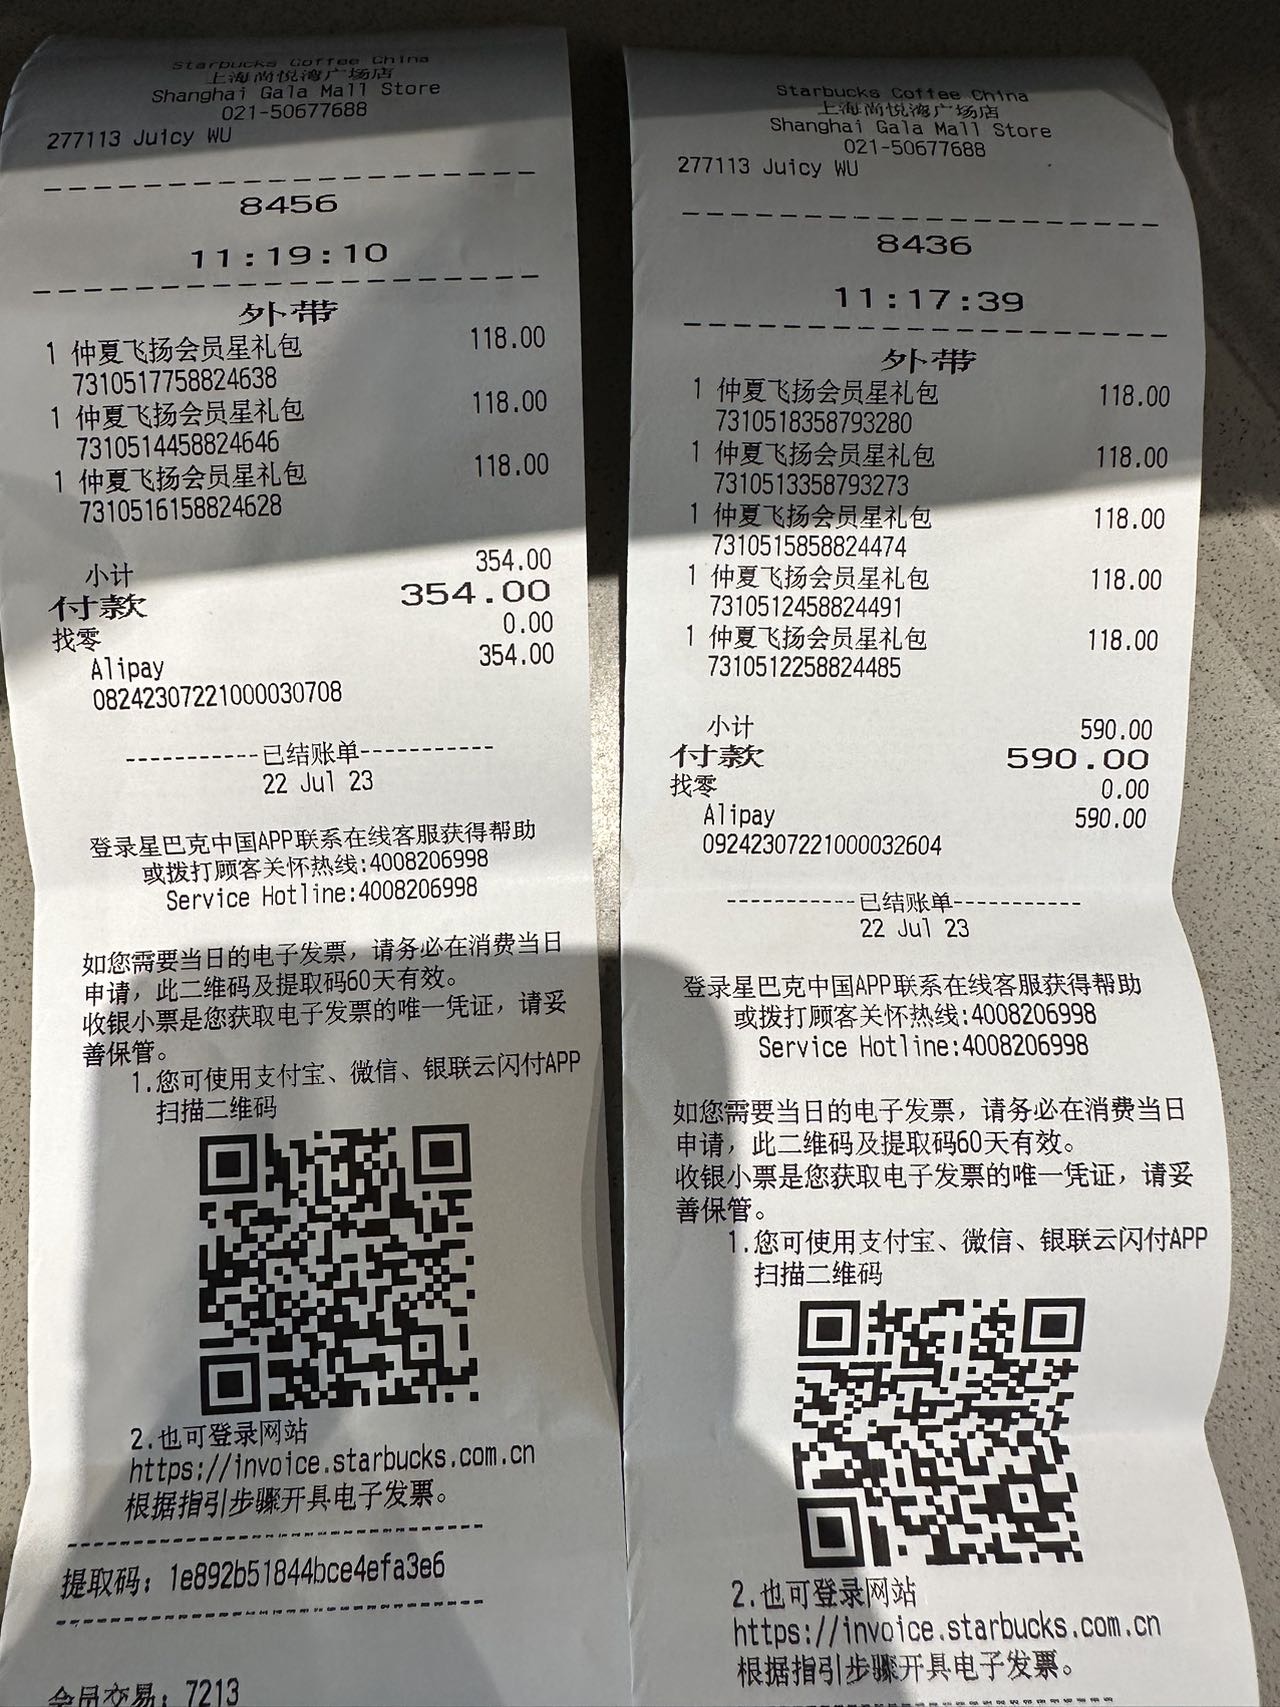 Starbucks Coffee China
上海尚悦湾广场店
Shanghai Gala Mall Store
021-50677688
277113 Juicy WU
8456
11:19:10
外带
1 仲夏飞扬会员星礼包 118.00
7310517758824638
1 仲夏飞扬会员星礼包 118.00
7310514458824646
1 仲夏飞扬会员星礼包 118.00
7310516158824628
小计 354.00
付款 354.00
找零 0.00
Alipay 354.00
08242307221000030708
-----------已结账单-----------
22 Jul 23
登录星巴克中国APP联系在线客服获得帮助
或拨打顾客关怀热线:4008206998
Service Hotline:4008206998
如您需要当日的电子发票，请务必在消费当日
申请，此二维码及提取码60天有效。
收银小票是您获取电子发票的唯一凭证，请妥
善保管。
1.您可使用支付宝、微信、银联云闪付APP
扫描二维码
2.也可登录网站
https://invoice.starbucks.com.cn
根据指引步骤开具电子发票。
提取码：1e892b51844bce4efa3e6
会员交易：7213
Starbucks Coffee China
上海尚悦湾广场店
Shanghai Gala Mall Store
021-50677688
277113 Juicy WU
8436
11:17:39
外带
1 仲夏飞扬会员星礼包 118.00
7310518358793280
1 仲夏飞扬会员星礼包 118.00
7310513358793273
1 仲夏飞扬会员星礼包 118.00
7310515858824474
1 仲夏飞扬会员星礼包 118.00
7310512458824491
1 仲夏飞扬会员星礼包 118.00
7310512258824485
小计 590.00
付款 590.00
找零 0.00
Alipay 590.00
09242307221000032604
-----------已结账单-----------
22 Jul 23
登录星巴克中国APP联系在线客服获得帮助
或拨打顾客关怀热线:4008206998
Service Hotline:4008206998
如您需要当日的电子发票，请务必在消费当日
申请，此二维码及提取码60天有效。
收银小票是您获取电子发票的唯一凭证，请妥
善保管。
1.您可使用支付宝、微信、银联云闪付APP
扫描二维码
2.也可登录网站
https://invoice.starbucks.com.cn
根据指引步骤开具电子发票。